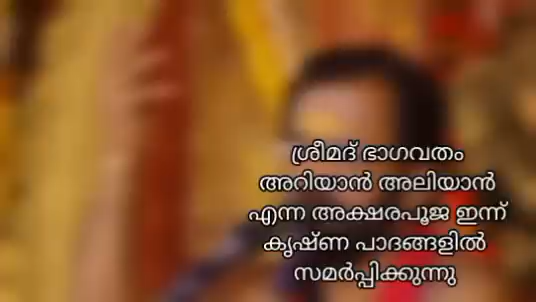 ശ്രീമദ് ഭാഗവതം
അറിയാൻ അലിയാൻ
എന്ന അക്ഷരപൂജ ഇന്ന്
കൃഷ്ണ പാദങ്ങളിൽ
സമർപ്പിക്കുന്നു